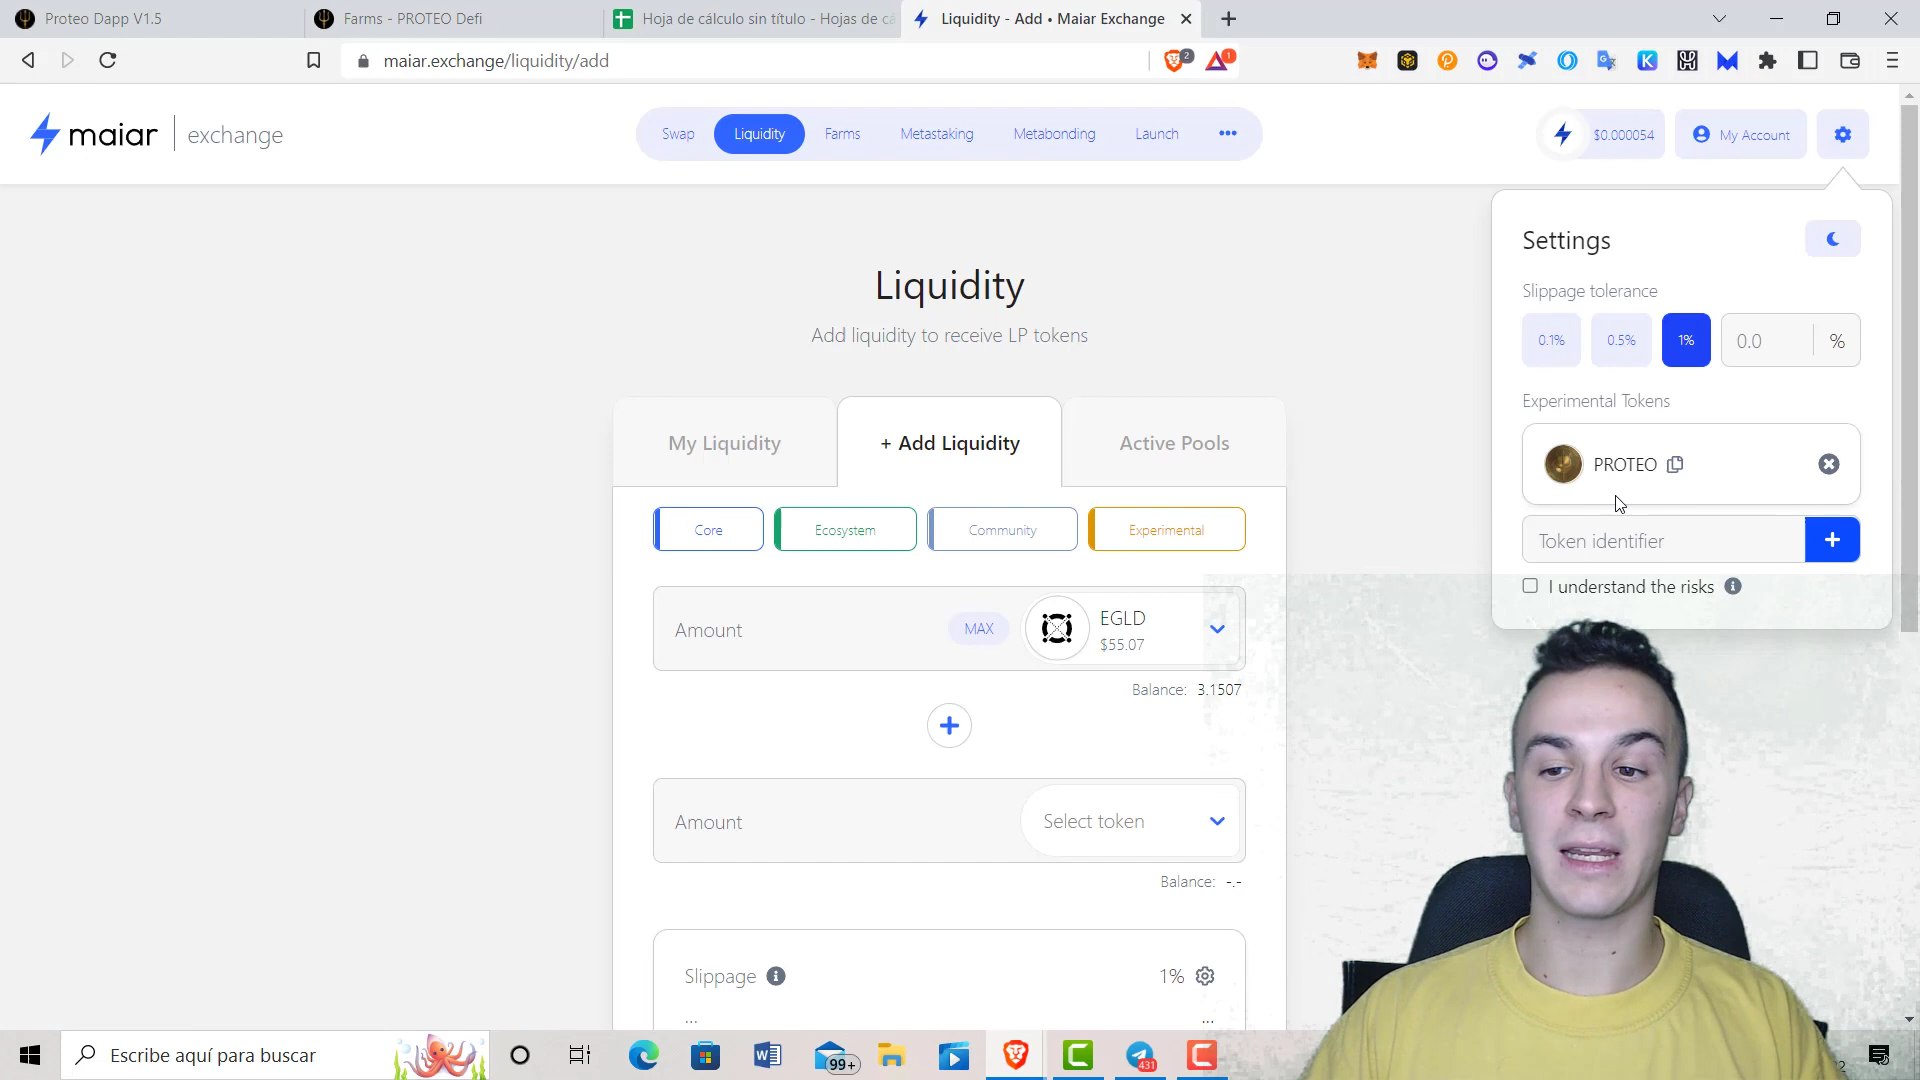 Proteo Dapp V1.5
Farms - PROTEO Defi
Hoja de cálculo sin título - Hojas de cá
Liquidity - Add • Maiar Exchange
maiar.exchange/liquidity/add
2
1
maiar exchange
Swap
Liquidity
Farms
Metastaking
Metabonding
Launch
$0.000054
My Account
Settings
Slippage tolerance
0.1%
0.5%
1%
0.0
%
Experimental Tokens
PROTEO
Token identifier
I understand the risks
Liquidity
Add liquidity to receive LP tokens
My Liquidity
+ Add Liquidity
Active Pools
Core
Ecosystem
Community
Experimental
Amount
MAX
EGLD
$55.07
Balance: 3.1507
Amount
Select token
Balance: -.-
Slippage
1%
...
...
Escribe aquí para buscar
99+
431
2